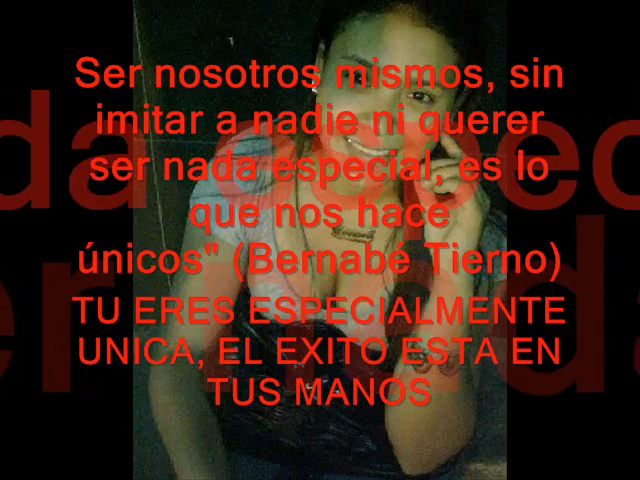 Ser nosotros mismos, sin
imitar a nadie ni querer
ser nada especial, es lo
que nos hace
únicos" (Bernabé Tierno)
TU ERES ESPECIALMENTE
UNICA, EL EXITO ESTA EN
TUS MANOS